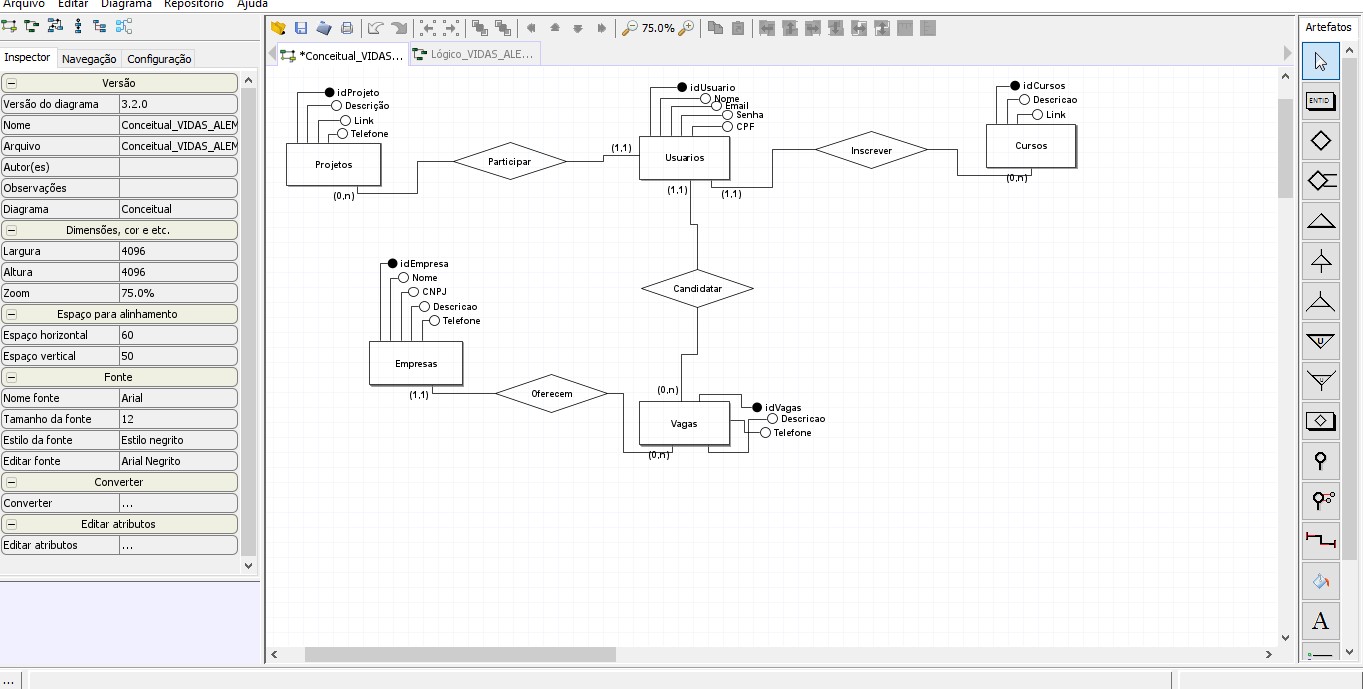 Arquivo Editar Diagrama Repositório Ajuda
75.0%
Artefatos
Inspector Navegação Configuração
*Conceitual_VIDAS... Lógico_VIDAS_ALE...
Versão
Versão do diagrama 3.2.0
Nome Conceitual_VIDAS_ALEM
Arquivo Conceitual_VIDAS_ALEM
Autor(es)
Observações
Diagrama Conceitual
Dimensões, cor e etc.
Largura 4096
Altura 4096
Zoom 75.0%
Espaço para alinhamento
Espaço horizontal 60
Espaço vertical 50
Fonte
Nome fonte Arial
Tamanho da fonte 12
Estilo da fonte Estilo negrito
Editar fonte Arial Negrito
Converter
Converter ...
Editar atributos
Editar atributos ...
...
idProjeto
Descrição
Link
Telefone
Projetos
(0,n)
Participar
(1,1)
idUsuario
Nome
Email
Senha
CPF
Usuarios
(1,1)
(1,1)
Inscrever
idCursos
Descricao
Link
Cursos
(0,n)
Candidatar
idEmpresa
Nome
CNPJ
Descricao
Telefone
Empresas
(1,1)
Oferecem
(0,n)
idVagas
Descricao
Telefone
Vagas
(0,n)
ENTID
U
A